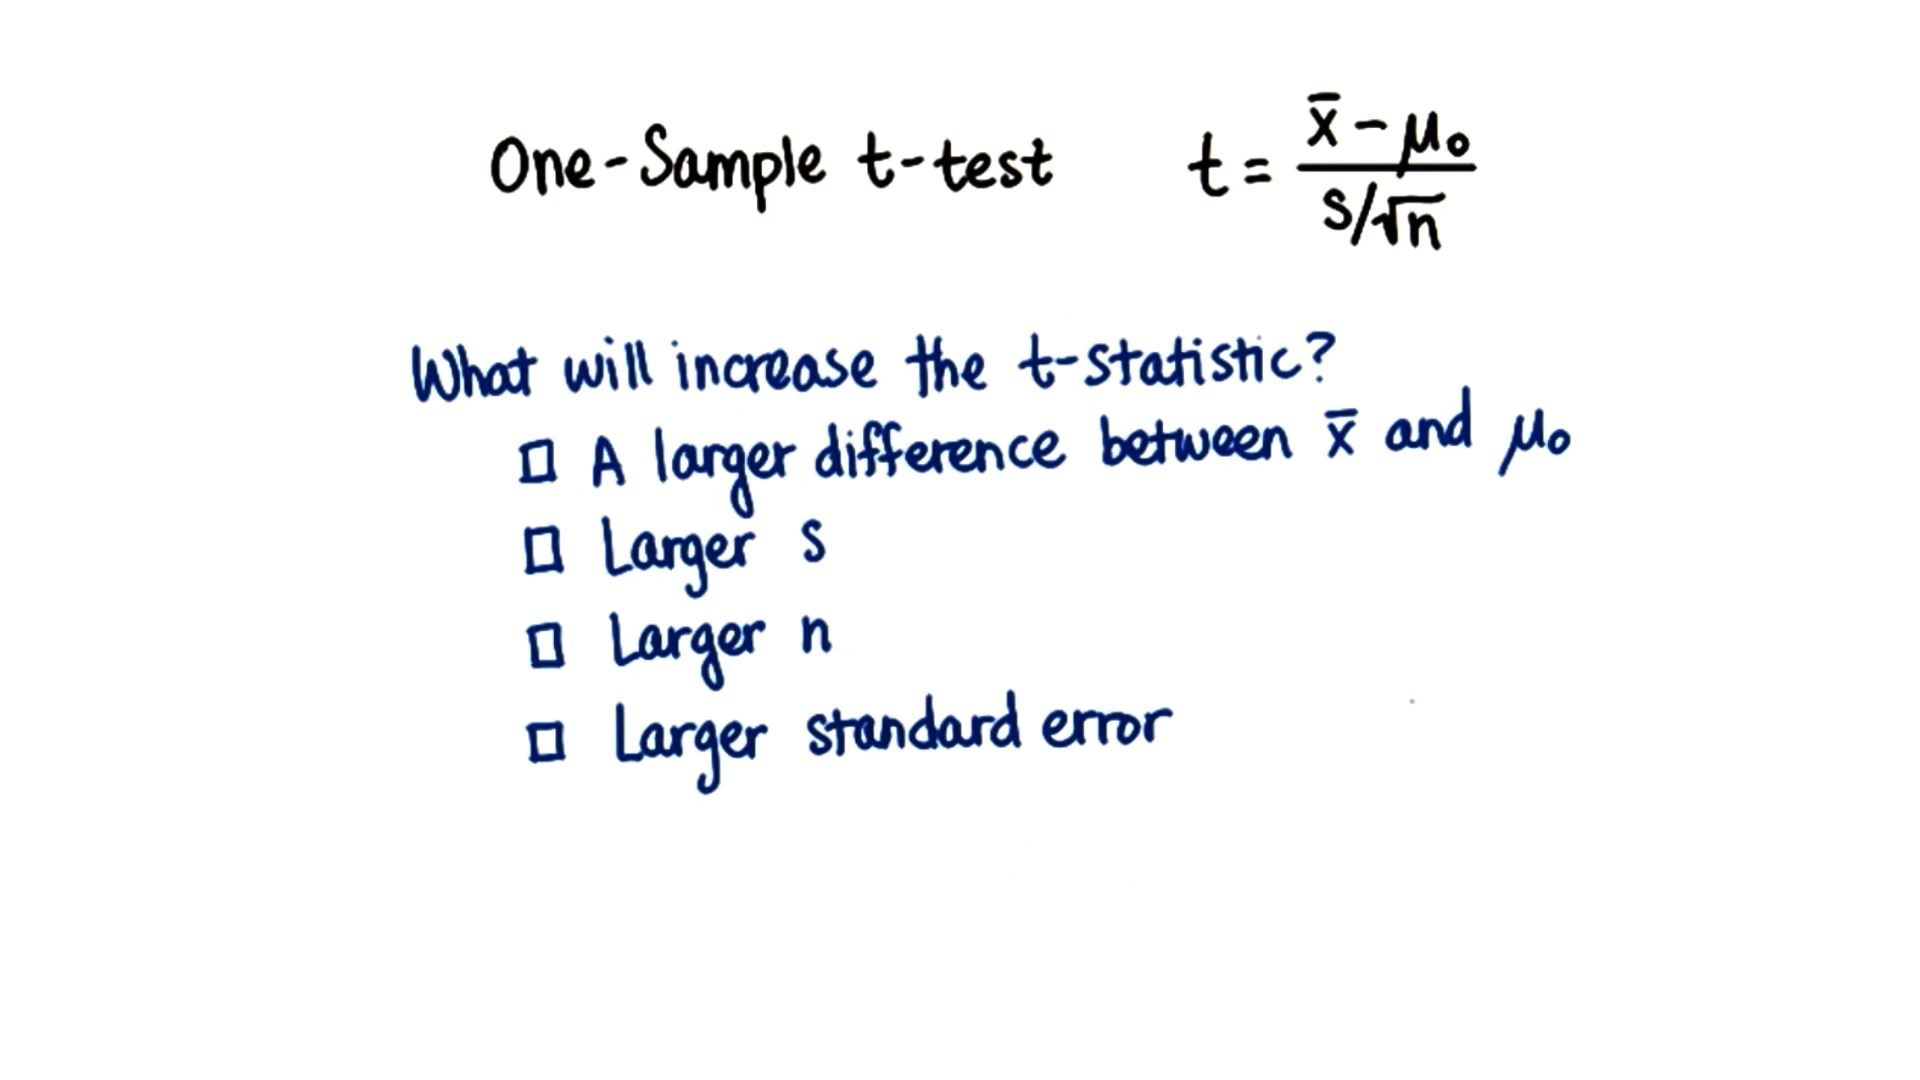 One-Sample t-test t = x̄ - μ₀ / s/√n
What will increase the t-statistic?
□ A larger difference between x̄ and μ₀
□ Larger s
□ Larger n
□ Larger standard error